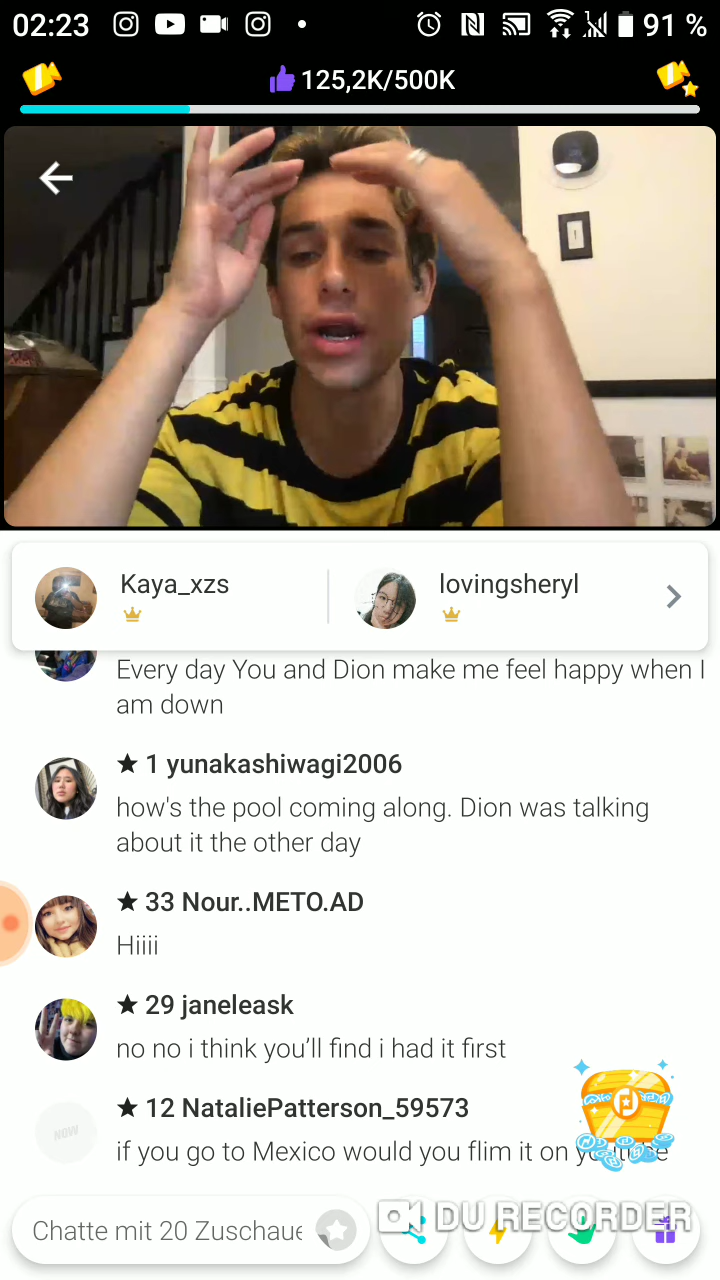 02:23
91 %
125,2K/500K
Kaya_xzs
lovingsheryl
Every day You and Dion make me feel happy when I
am down
★ 1 yunakashiwagi2006
how's the pool coming along. Dion was talking
about it the other day
★ 33 Nour..METO.AD
Hiiii
★ 29 janeleask
no no i think you’ll find i had it first
★ 12 NataliePatterson_59573
NOW
if you go to Mexico would you flim it on youtube
Chatte mit 20 Zuschaue
DU RECORDER